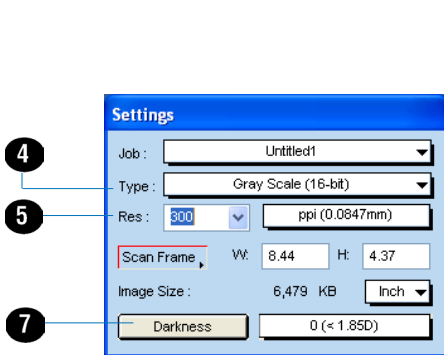 Settings
4 Job : Untitled1
Type : Gray Scale (16-bit)
5 Res : 300 ppi (0.0847mm)
Scan Frame W: 8.44 H: 4.37
Image Size : 6,479 KB Inch
7 Darkness 0 (< 1.85D)